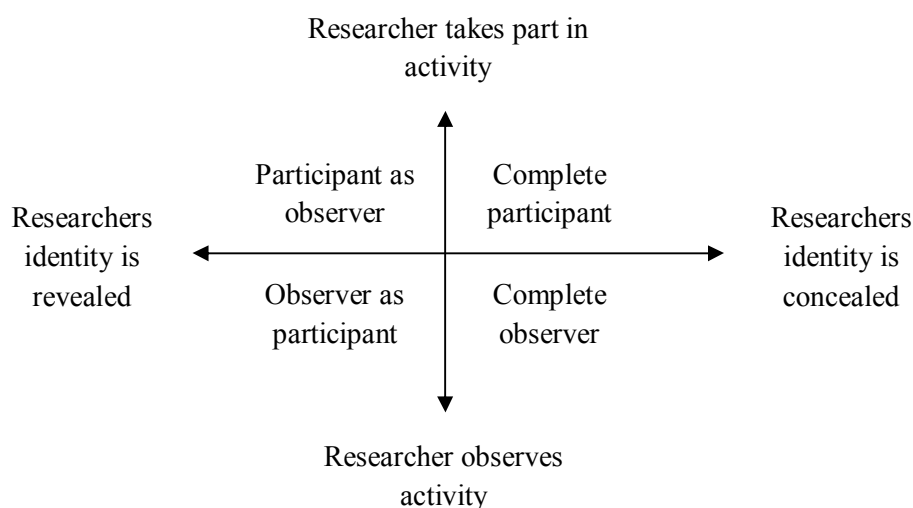 Researcher takes part in
activity
Participant as
observer
Complete
participant
Researchers
identity is
revealed
Researchers
identity is
concealed
Observer as
participant
Complete
observer
Researcher observes
activity